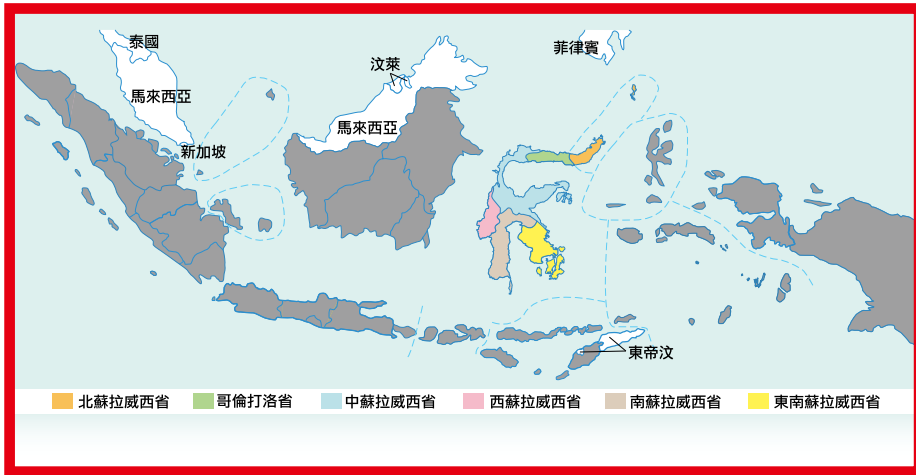 泰國
菲律賓
汶萊
馬來西亞
馬來西亞
新加坡
東帝汶
北蘇拉威西省 哥倫打洛省 中蘇拉威西省 西蘇拉威西省 南蘇拉威西省 東南蘇拉威西省